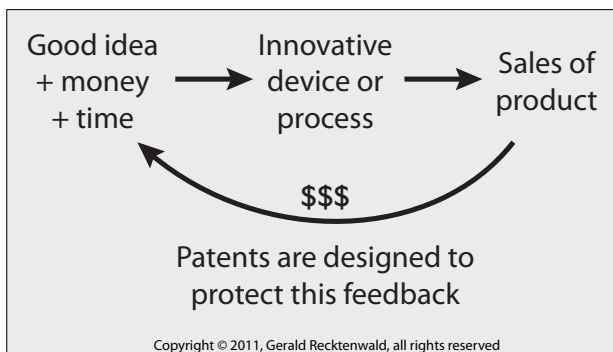 Good idea
+ money
+ time
Innovative
device or
process
Sales of
product
$$$
Patents are designed to
protect this feedback
Copyright © 2011, Gerald Recktenwald, all rights reserved